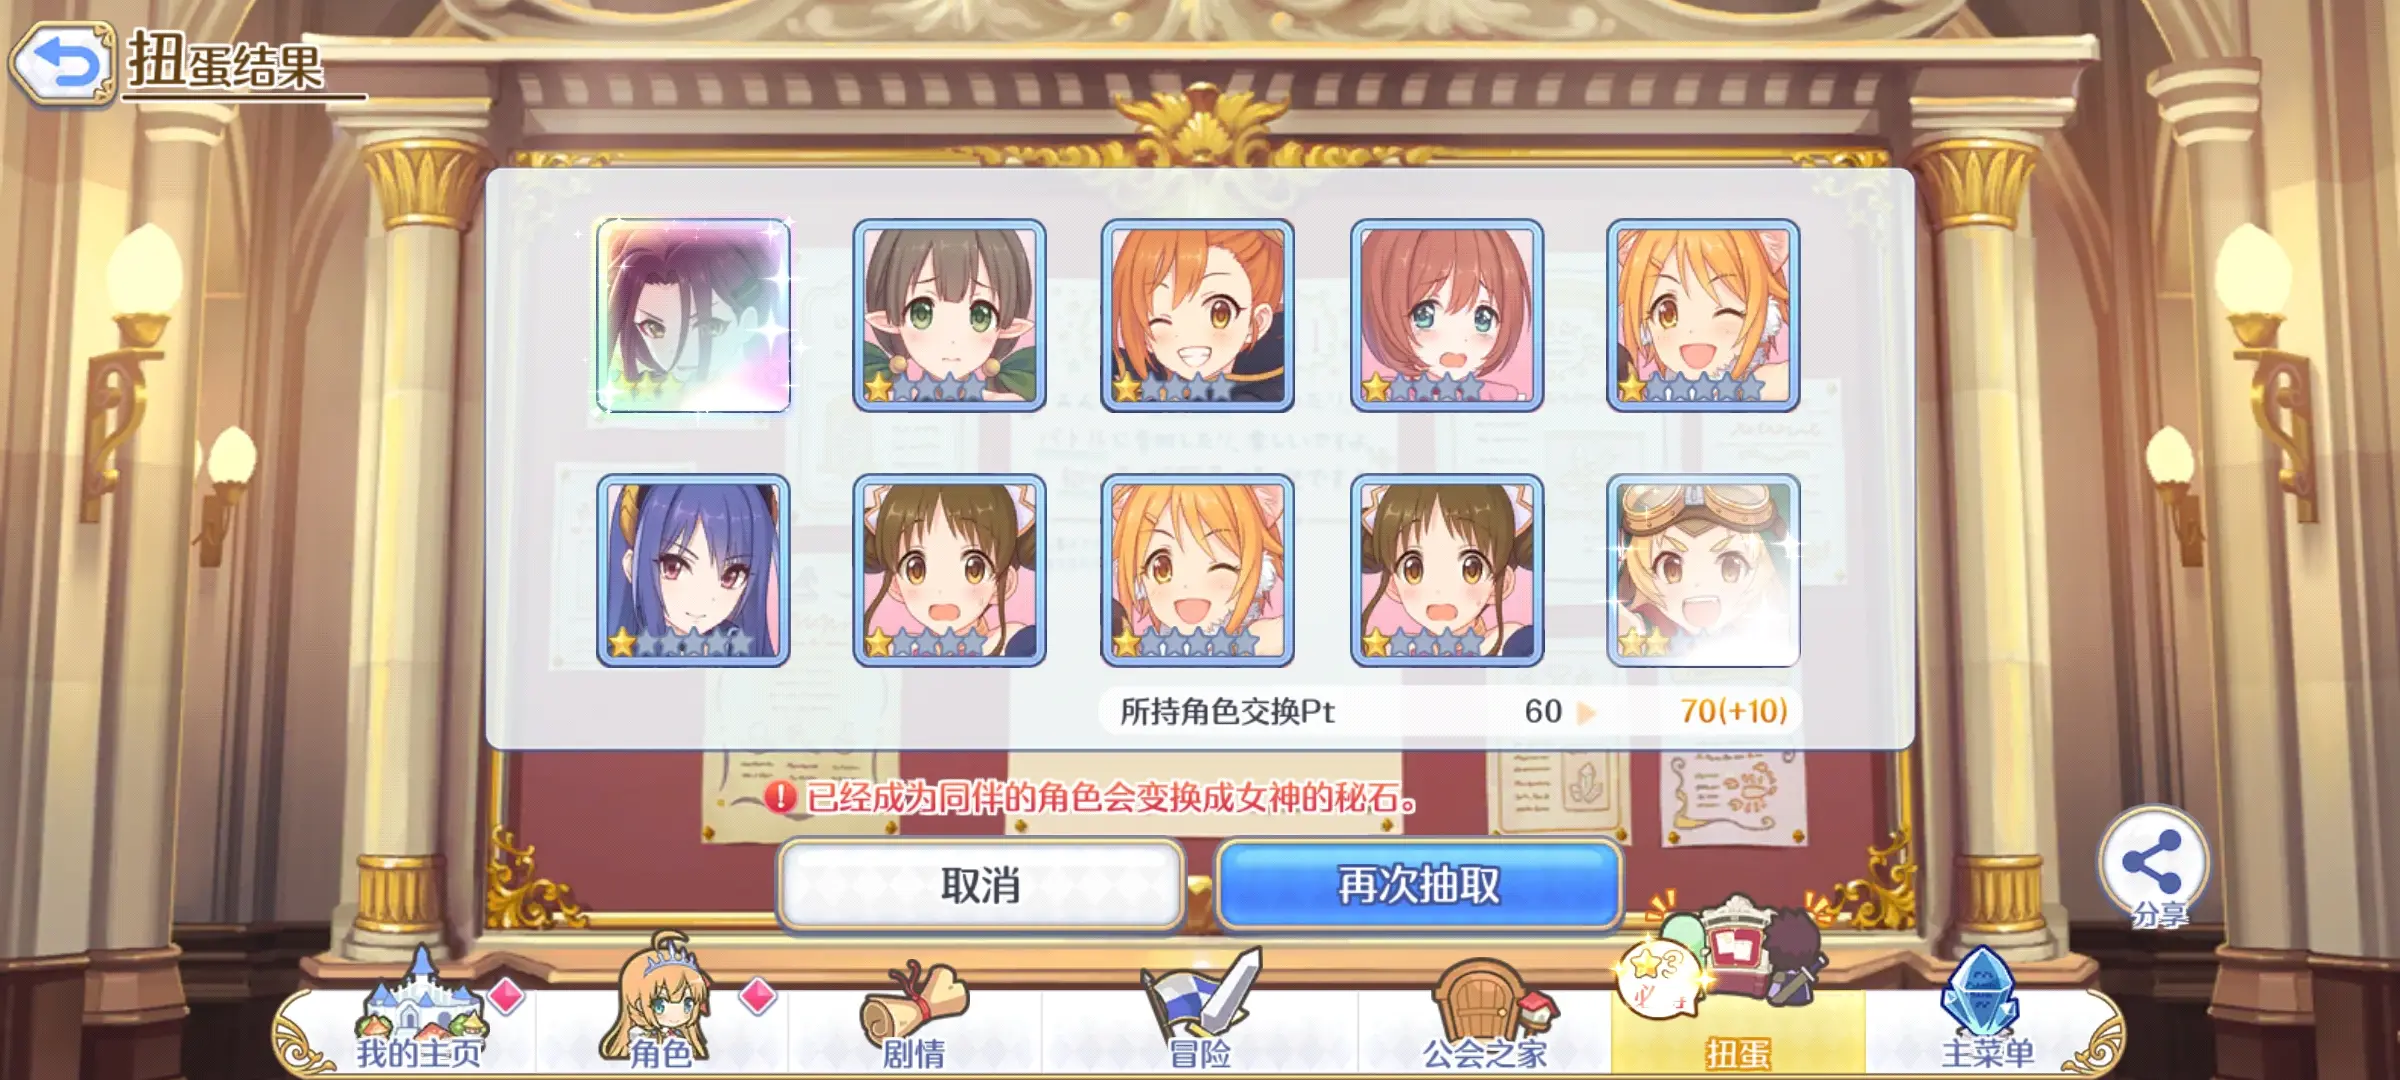 扭蛋结果
所持角色交换Pt 60 70(+10)
已经成为同伴的角色会变换成女神的秘石。
取消
再次抽取
分享
我的主页
角色
剧情
冒险
公会之家
3
必
扭蛋
主菜单